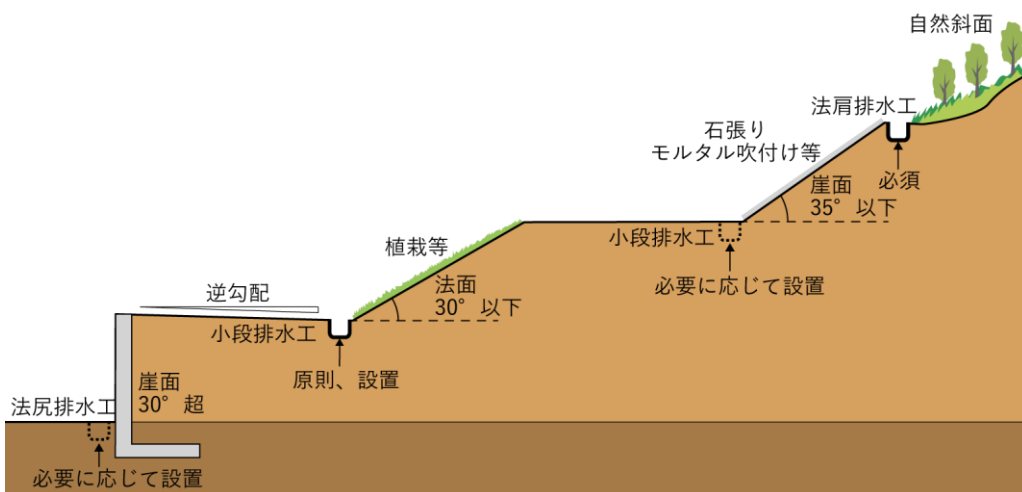 自然斜面
法肩排水工
石張り
モルタル吹付け等
必須
崖面
35°以下
小段排水工
必要に応じて設置
植栽等
法面
30°以下
逆勾配
小段排水工
原則、設置
崖面
30°超
法尻排水工
必要に応じて設置